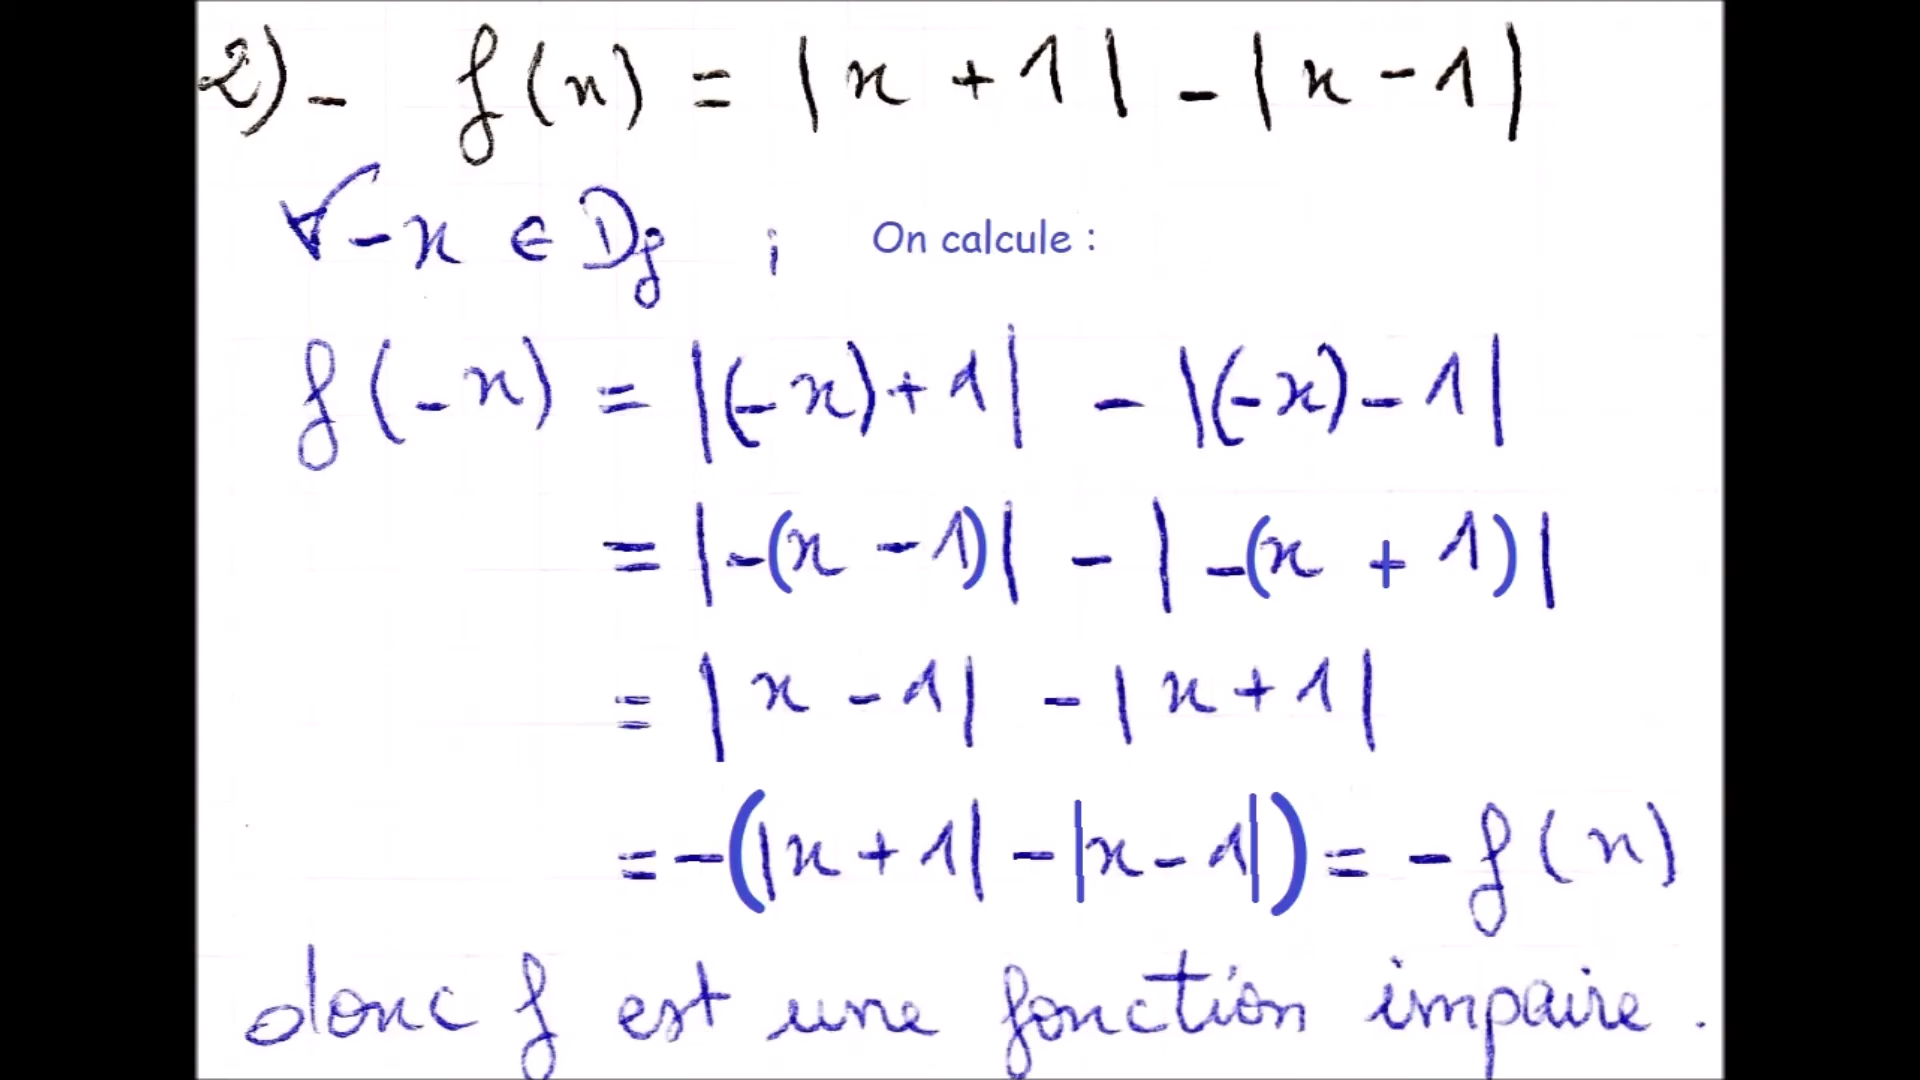 2)- f(x) = |x + 1| - |x - 1|
∀ -x ∈ Df ; On calcule :
f(-x) = |(-x)+1| - |(-x)-1|
= |-(x - 1)| - |-(x + 1)|
= |x - 1| - |x + 1|
= -(|x + 1| - |x - 1|) = - f(x)
donc f est une fonction impaire .